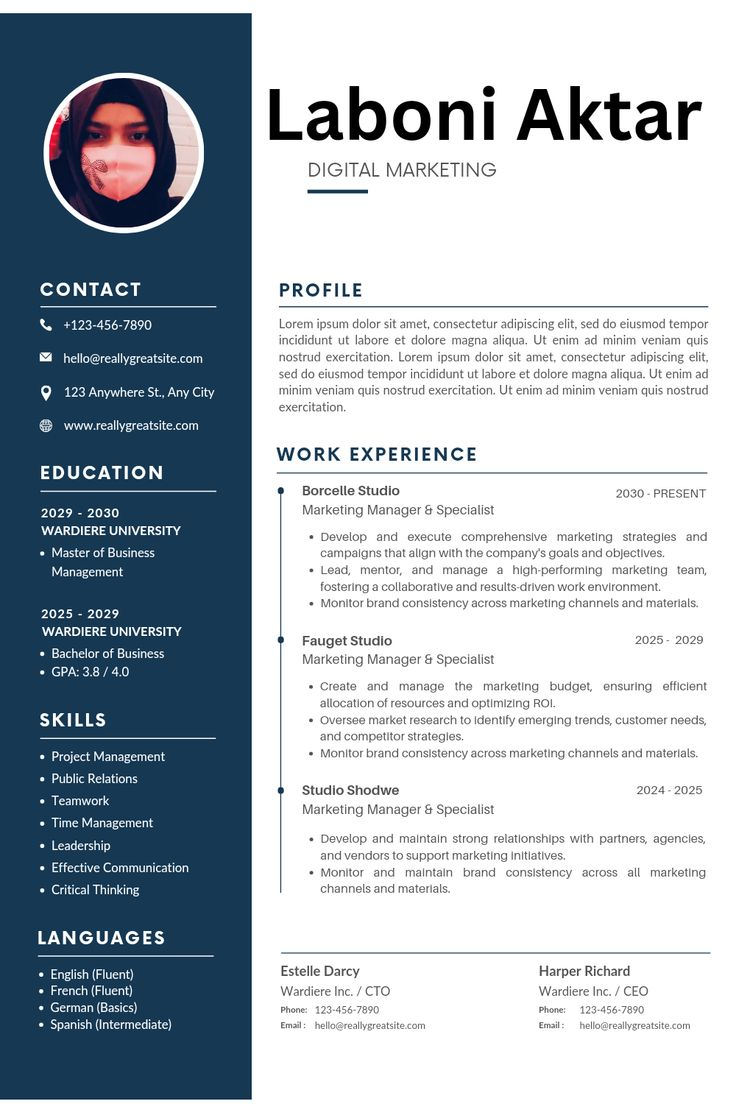 Laboni Aktar
DIGITAL MARKETING
CONTACT
+123-456-7890
hello@reallygreatsite.com
123 Anywhere St., Any City
www.reallygreatsite.com
EDUCATION
2029 - 2030
WARDIERE UNIVERSITY
• Master of Business
Management
2025 - 2029
WARDIERE UNIVERSITY
• Bachelor of Business
• GPA: 3.8 / 4.0
SKILLS
• Project Management
• Public Relations
• Teamwork
• Time Management
• Leadership
• Effective Communication
• Critical Thinking
LANGUAGES
• English (Fluent)
• French (Fluent)
• German (Basics)
• Spanish (Intermediate)
PROFILE
Lorem ipsum dolor sit amet, consectetur adipiscing elit, sed do eiusmod tempor
incididunt ut labore et dolore magna aliqua. Ut enim ad minim veniam quis
nostrud exercitation. Lorem ipsum dolor sit amet, consectetur adipiscing elit,
sed do eiusmod tempor incididunt ut labore et dolore magna aliqua. Ut enim ad
minim veniam quis nostrud exercitation. Ut enim ad minim veniam quis nostrud
exercitation.
WORK EXPERIENCE
Borcelle Studio 2030 - PRESENT
Marketing Manager & Specialist
• Develop and execute comprehensive marketing strategies and
campaigns that align with the company's goals and objectives.
• Lead, mentor, and manage a high-performing marketing team,
fostering a collaborative and results-driven work environment.
• Monitor brand consistency across marketing channels and materials.
Fauget Studio 2025 - 2029
Marketing Manager & Specialist
• Create and manage the marketing budget, ensuring efficient
allocation of resources and optimizing ROI.
• Oversee market research to identify emerging trends, customer needs,
and competitor strategies.
• Monitor brand consistency across marketing channels and materials.
Studio Shodwe 2024 - 2025
Marketing Manager & Specialist
• Develop and maintain strong relationships with partners, agencies,
and vendors to support marketing initiatives.
• Monitor and maintain brand consistency across all marketing
channels and materials.
Estelle Darcy
Wardiere Inc. / CTO
Phone: 123-456-7890
Email : hello@reallygreatsite.com
Harper Richard
Wardiere Inc. / CEO
Phone: 123-456-7890
Email : hello@reallygreatsite.com